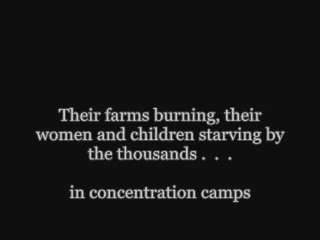 Their farms burning, their
women and children starving by
the thousands . . .
in concentration camps